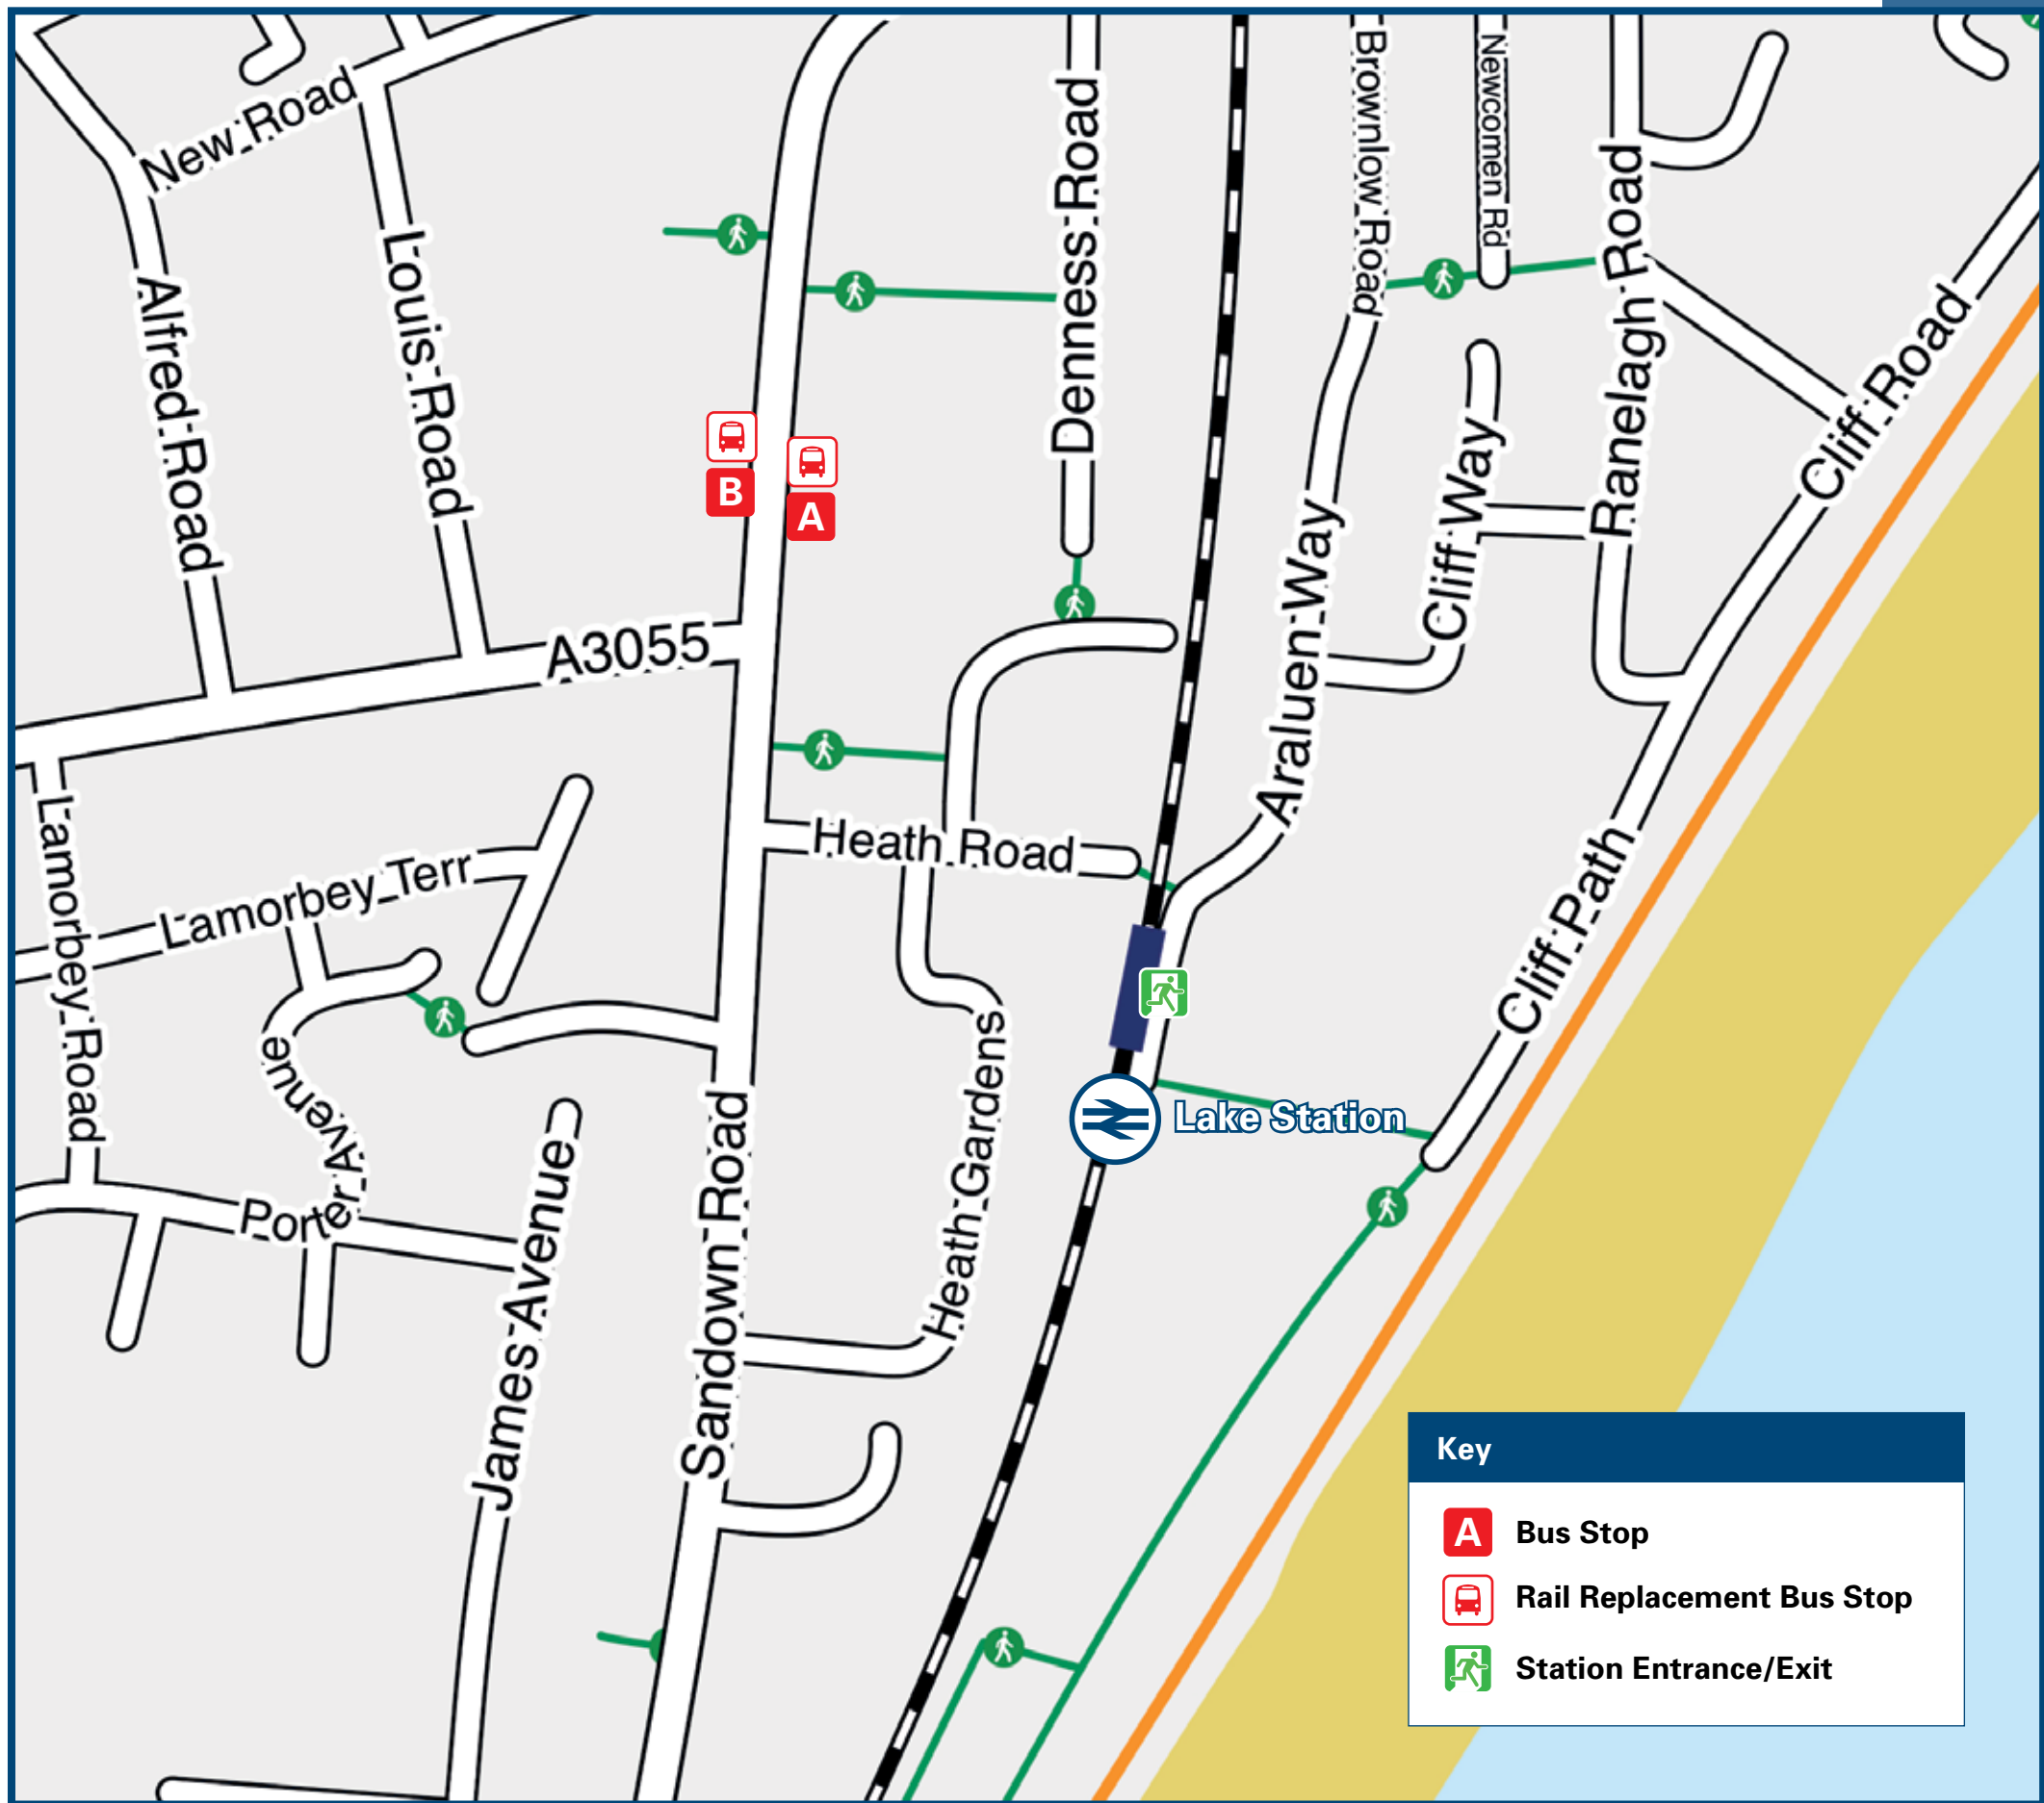 New Road
Alfred Road
Louis Road
Denness Road
Brownlow Road
Newcomen Rd
Ranelagh Road
Cliff Road
B
A
Cliff Way
Araluen Way
A3055
Heath Road
Lamorbey Terr
Lamorbey Road
Cliff Path
Porter Avenue
Heath Gardens
Lake Station
James Avenue
Sandown Road
Key
A Bus Stop
Rail Replacement Bus Stop
Station Entrance/Exit